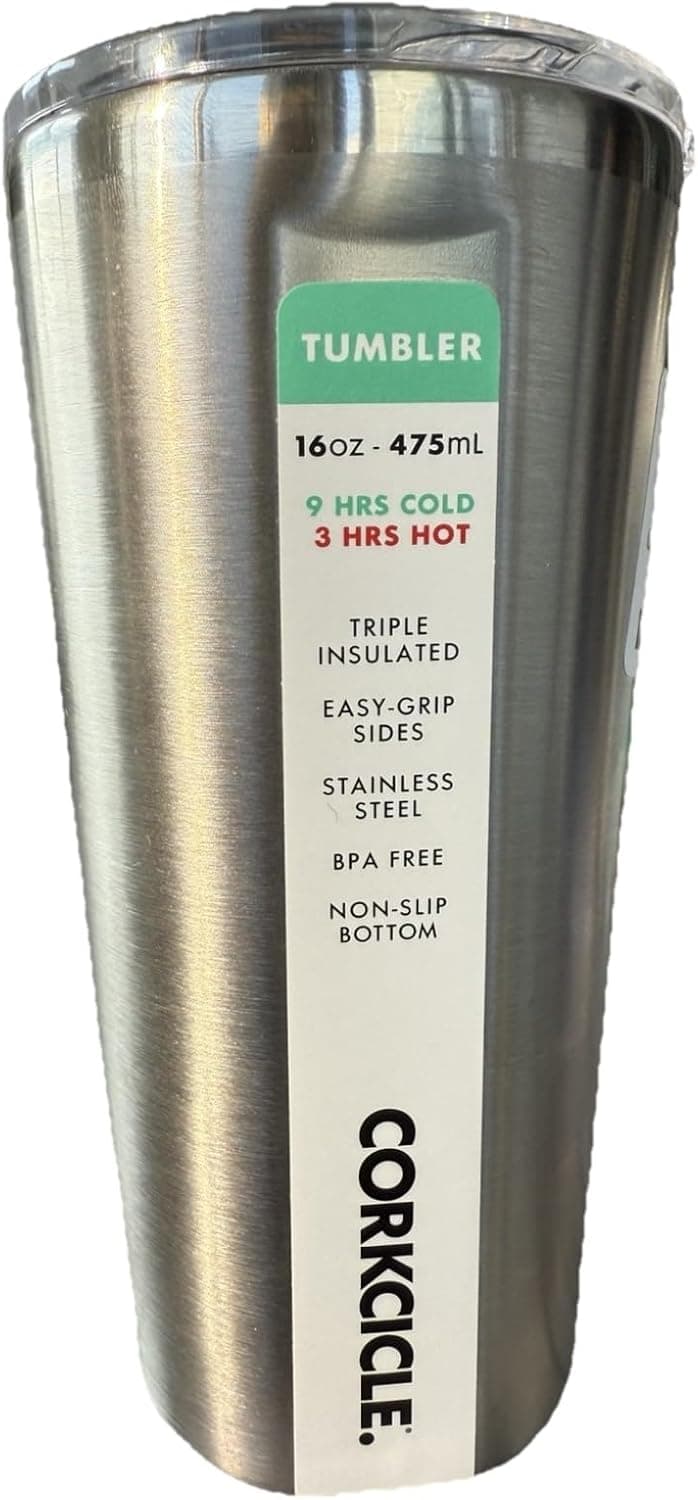 TUMBLER
16oz - 475mL
9 HRS COLD
3 HRS HOT
TRIPLE
INSULATED
EASY-GRIP
SIDES
STAINLESS
STEEL
BPA FREE
NON-SLIP
BOTTOM
CORKCICLE.